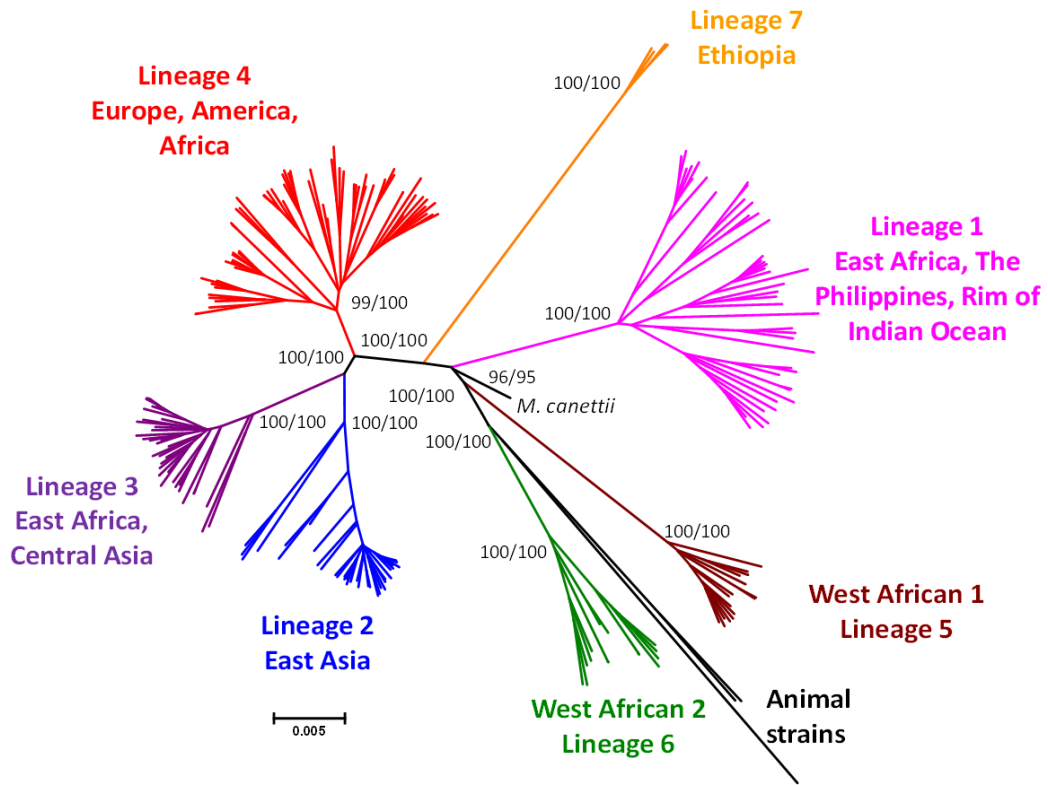 Lineage 7
Ethiopia
100/100
Lineage 4
Europe, America,
Africa
Lineage 1
East Africa, The
Philippines, Rim of
Indian Ocean
99/100
100/100
100/100
100/100
96/95
100/100
M. canettii
100/100
100/100
100/100
Lineage 3
East Africa,
Central Asia
100/100
100/100
West African 1
Lineage 5
Lineage 2
East Asia
West African 2
Lineage 6
Animal
strains
0.005